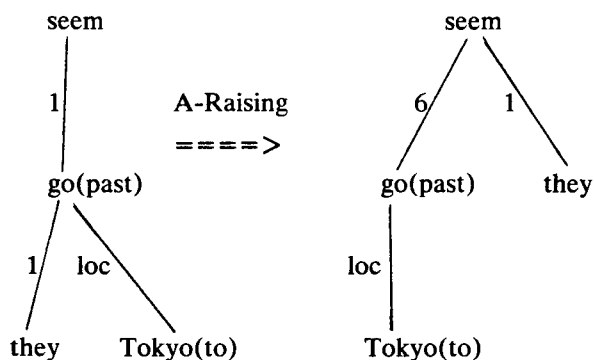 seem seem
1 A-Raising 6 1
====>
go(past) go(past) they
1 loc loc
they Tokyo(to) Tokyo(to)